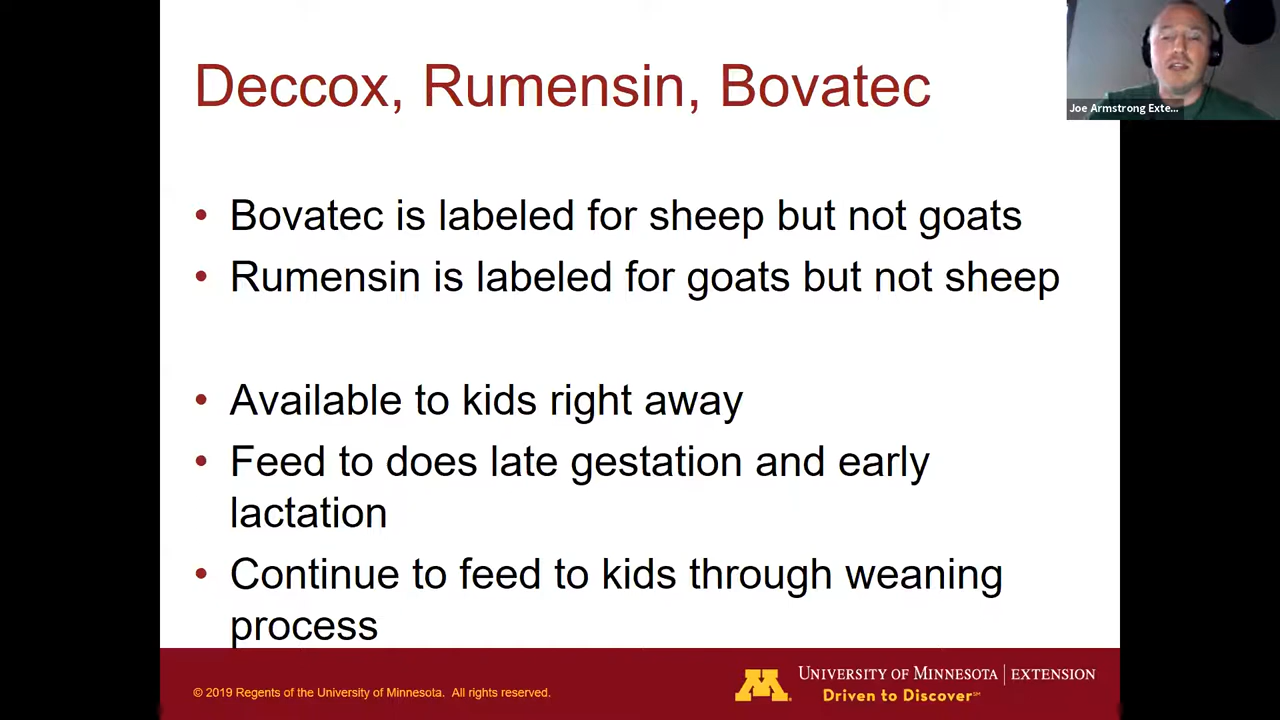 Deccox, Rumensin, Bovatec
Joe Armstrong Exte...
• Bovatec is labeled for sheep but not goats
• Rumensin is labeled for goats but not sheep
• Available to kids right away
• Feed to does late gestation and early
lactation
• Continue to feed to kids through weaning
process
© 2019 Regents of the University of Minnesota. All rights reserved.
M UNIVERSITY OF MINNESOTA | EXTENSION
Driven to Discover℠